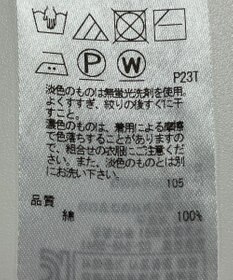 P
W
P23T
淡色のものは無蛍光洗剤を使用。
よくすすぎ、絞りの後すぐに干
すこと。
濃色のものは、着用による摩擦
で色落ちすることがありますの
で、組合せの衣服にご注意くだ
さい。また、淡色のものとは別
にお洗い下さい。
105
品質
綿 100%